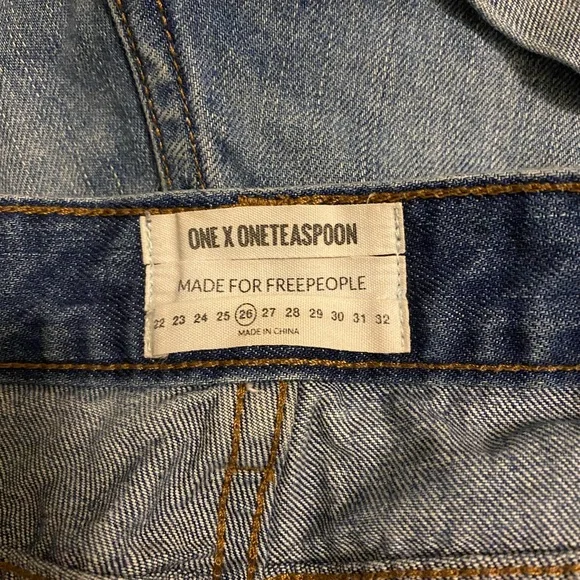 ONE X ONETEASPOON
MADE FOR FREEPEOPLE
22 23 24 25 26 27 28 29 30 31 32
MADE IN CHINA